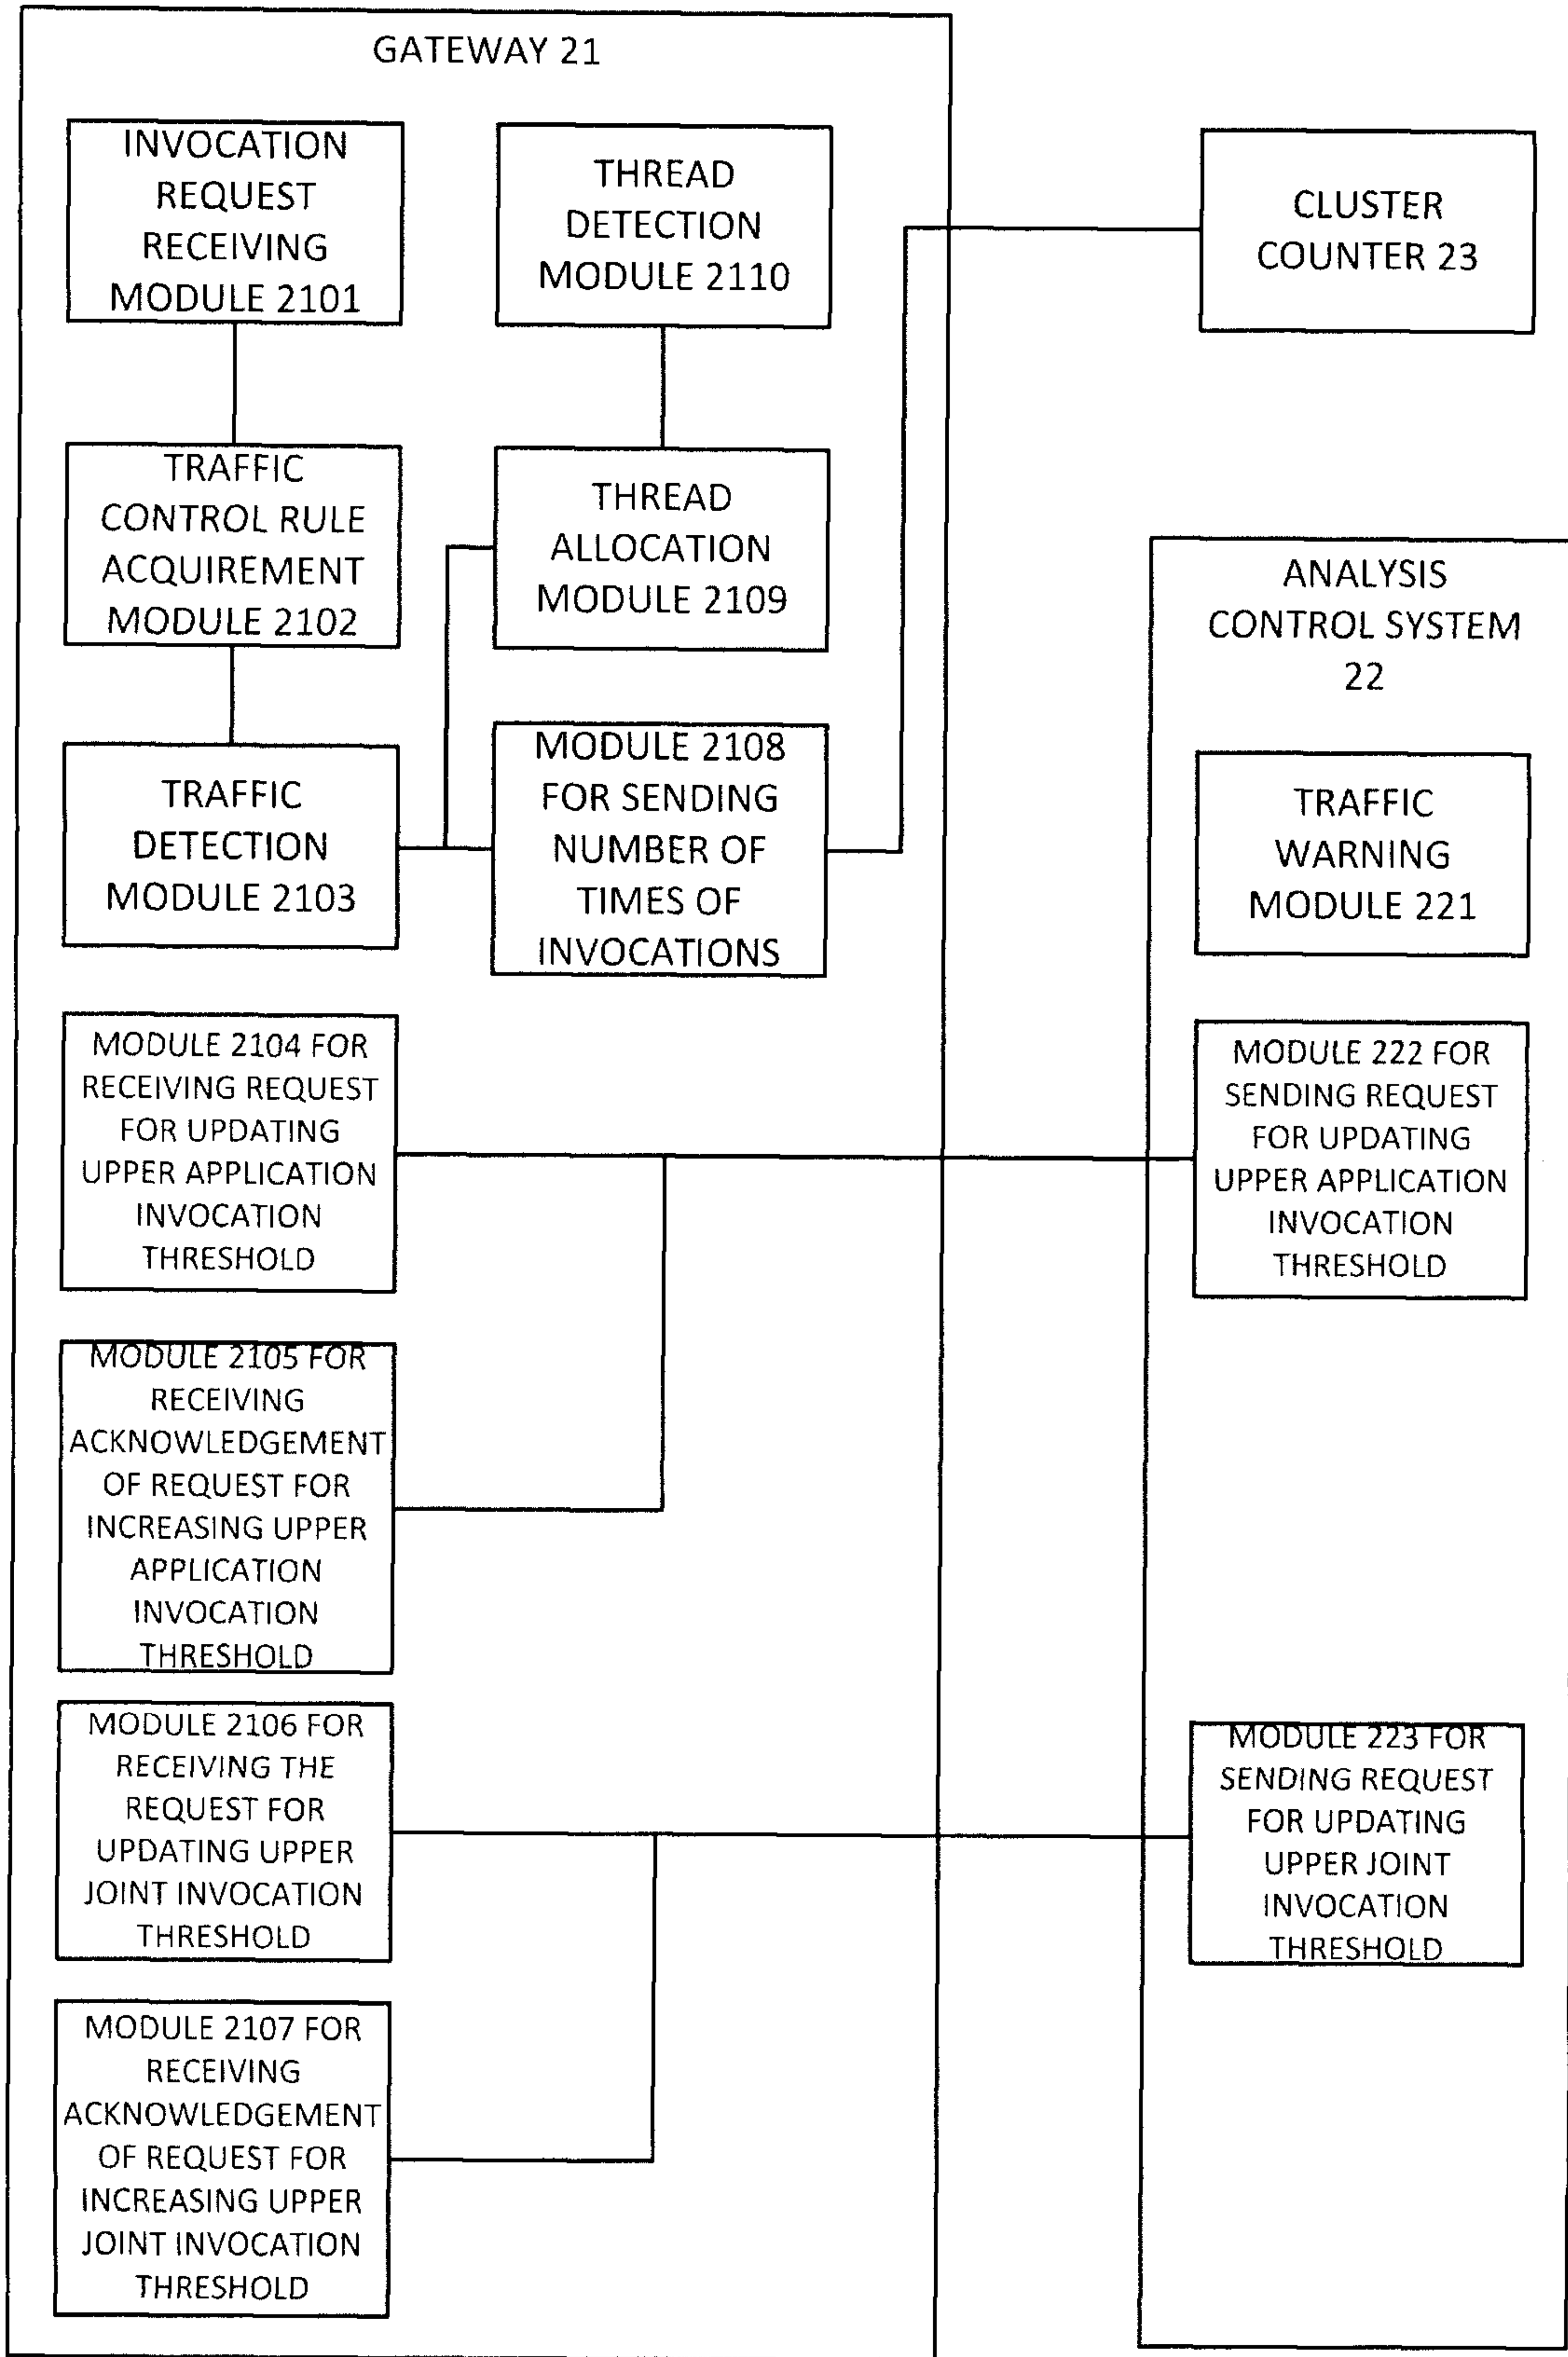 GATEWAY 21
INVOCATION
REQUEST
RECEIVING
MODULE 2101
THREAD
DETECTION
MODULE 2110
CLUSTER
COUNTER 23
TRAFFIC
CONTROL RULE
ACQUIREMENT
MODULE 2102
THREAD
ALLOCATION
MODULE 2109
ANALYSIS
CONTROL SYSTEM
22
TRAFFIC
DETECTION
MODULE 2103
MODULE 2108
FOR SENDING
NUMBER OF
TIMES OF
INVOCATIONS
TRAFFIC
WARNING
MODULE 221
MODULE 2104 FOR
RECEIVING REQUEST
FOR UPDATING
UPPER APPLICATION
INVOCATION
THRESHOLD
MODULE 222 FOR
SENDING REQUEST
FOR UPDATING
UPPER APPLICATION
INVOCATION
THRESHOLD
MODULE 2105 FOR
RECEIVING
ACKNOWLEDGEMENT
OF REQUEST FOR
INCREASING UPPER
APPLICATION
INVOCATION
THRESHOLD
MODULE 2106 FOR
RECEIVING THE
REQUEST FOR
UPDATING UPPER
JOINT INVOCATION
THRESHOLD
MODULE 223 FOR
SENDING REQUEST
FOR UPDATING
UPPER JOINT
INVOCATION
THRESHOLD
MODULE 2107 FOR
RECEIVING
ACKNOWLEDGEMENT
OF REQUEST FOR
INCREASING UPPER
JOINT INVOCATION
THRESHOLD